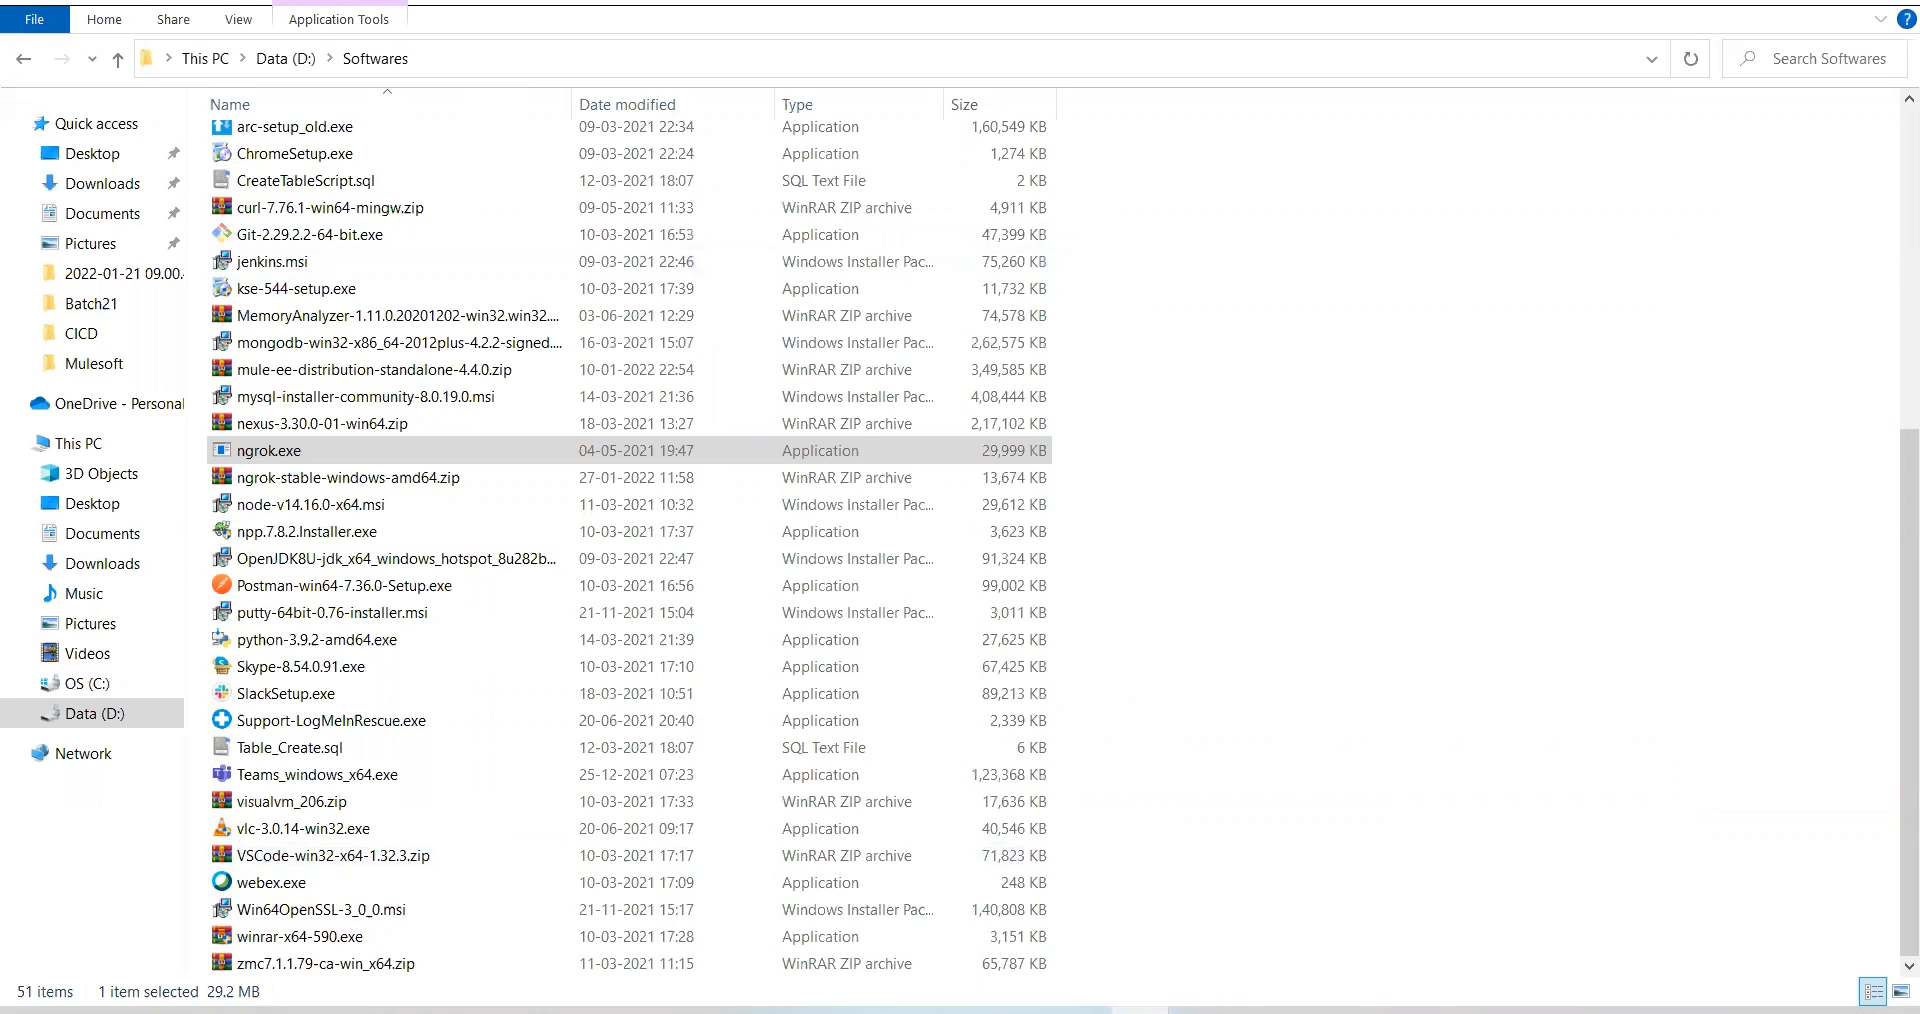 File Home Share View Application Tools
This PC Data (D:) Softwares
Search Softwares
Quick access
Desktop
Downloads
Documents
Pictures
2022-01-21 09.00.
Batch21
CICD
Mulesoft
OneDrive - Personal
This PC
3D Objects
Desktop
Documents
Downloads
Music
Pictures
Videos
OS (C:)
Data (D:)
Network
Name Date modified Type Size
arc-setup_old.exe 09-03-2021 22:34 Application 1,60,549 KB
ChromeSetup.exe 09-03-2021 22:24 Application 1,274 KB
CreateTableScript.sql 12-03-2021 18:07 SQL Text File 2 KB
curl-7.76.1-win64-mingw.zip 09-05-2021 11:33 WinRAR ZIP archive 4,911 KB
Git-2.29.2.2-64-bit.exe 10-03-2021 16:53 Application 47,399 KB
jenkins.msi 09-03-2021 22:46 Windows Installer Pac... 75,260 KB
kse-544-setup.exe 10-03-2021 17:39 Application 11,732 KB
MemoryAnalyzer-1.11.0.20201202-win32.win32.... 03-06-2021 12:29 WinRAR ZIP archive 74,578 KB
mongodb-win32-x86_64-2012plus-4.2.2-signed.... 16-03-2021 15:07 Windows Installer Pac... 2,62,575 KB
mule-ee-distribution-standalone-4.4.0.zip 10-01-2022 22:54 WinRAR ZIP archive 3,49,585 KB
mysql-installer-community-8.0.19.0.msi 14-03-2021 21:36 Windows Installer Pac... 4,08,444 KB
nexus-3.30.0-01-win64.zip 18-03-2021 13:27 WinRAR ZIP archive 2,17,102 KB
ngrok.exe 04-05-2021 19:47 Application 29,999 KB
ngrok-stable-windows-amd64.zip 27-01-2022 11:58 WinRAR ZIP archive 13,674 KB
node-v14.16.0-x64.msi 11-03-2021 10:32 Windows Installer Pac... 29,612 KB
npp.7.8.2.Installer.exe 10-03-2021 17:37 Application 3,623 KB
OpenJDK8U-jdk_x64_windows_hotspot_8u282b... 09-03-2021 22:47 Windows Installer Pac... 91,324 KB
Postman-win64-7.36.0-Setup.exe 10-03-2021 16:56 Application 99,002 KB
putty-64bit-0.76-installer.msi 21-11-2021 15:04 Windows Installer Pac... 3,011 KB
python-3.9.2-amd64.exe 14-03-2021 21:39 Application 27,625 KB
Skype-8.54.0.91.exe 10-03-2021 17:10 Application 67,425 KB
SlackSetup.exe 18-03-2021 10:51 Application 89,213 KB
Support-LogMeInRescue.exe 20-06-2021 20:40 Application 2,339 KB
Table_Create.sql 12-03-2021 18:07 SQL Text File 6 KB
Teams_windows_x64.exe 25-12-2021 07:23 Application 1,23,368 KB
visualvm_206.zip 10-03-2021 17:33 WinRAR ZIP archive 17,636 KB
vlc-3.0.14-win32.exe 20-06-2021 09:17 Application 40,546 KB
VSCode-win32-x64-1.32.3.zip 10-03-2021 17:17 WinRAR ZIP archive 71,823 KB
webex.exe 10-03-2021 17:09 Application 248 KB
Win64OpenSSL-3_0_0.msi 21-11-2021 15:17 Windows Installer Pac... 1,40,808 KB
winrar-x64-590.exe 10-03-2021 17:28 Application 3,151 KB
zmc7.1.1.79-ca-win_x64.zip 11-03-2021 11:15 WinRAR ZIP archive 65,787 KB
51 items 1 item selected 29.2 MB